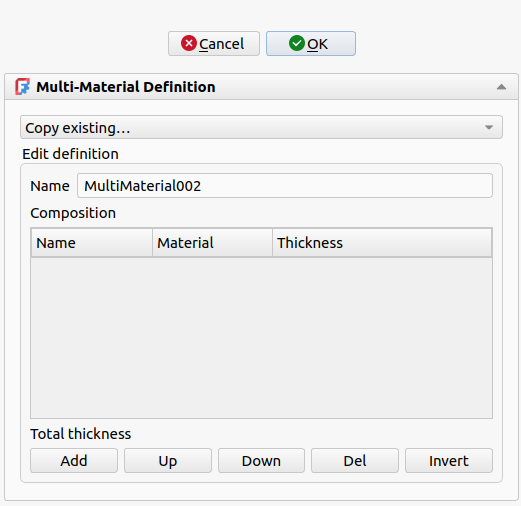 Cancel OK
Multi-Material Definition
Copy existing...
Edit definition
Name MultiMaterial002
Composition
Name Material Thickness
Total thickness
Add Up Down Del Invert